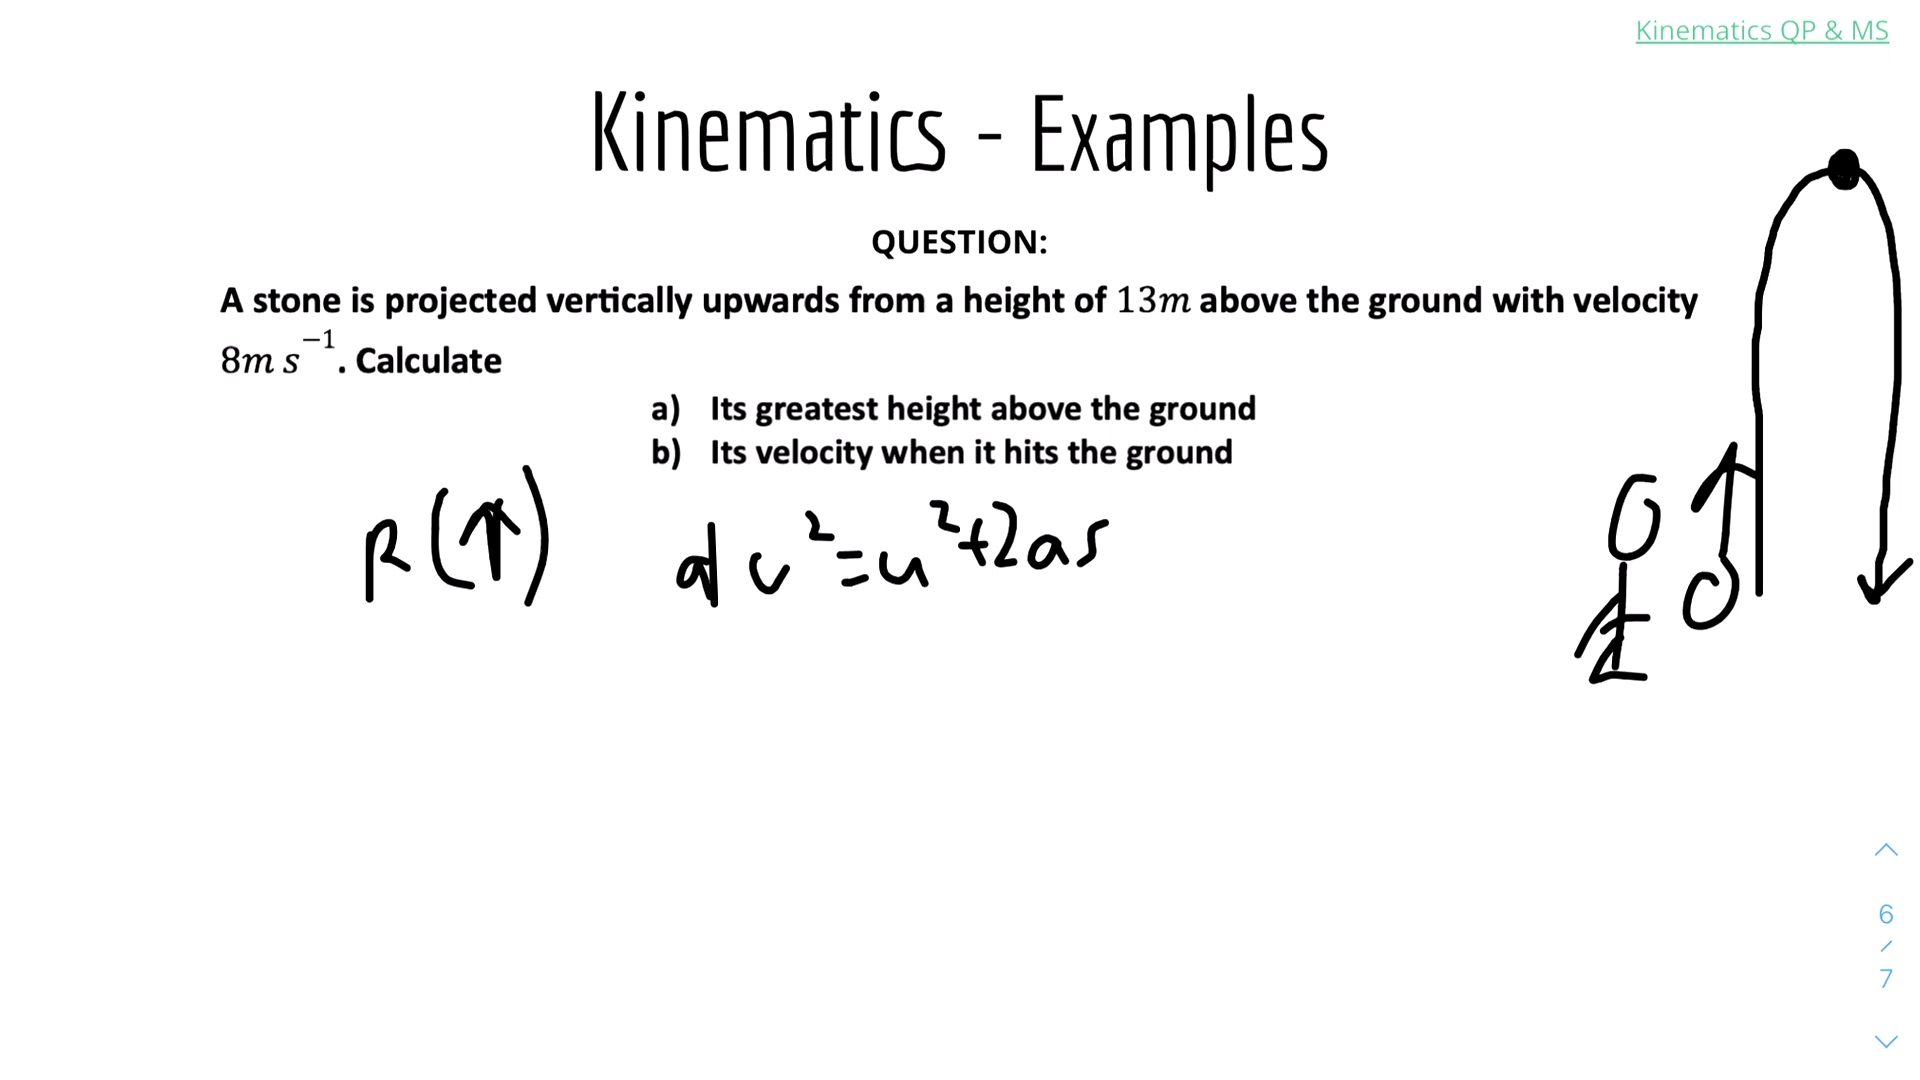 Kinematics QP & MS
Kinematics - Examples
QUESTION:
A stone is projected vertically upwards from a height of 13m above the ground with velocity
8m s⁻¹. Calculate
a) Its greatest height above the ground
b) Its velocity when it hits the ground
R(↑) a) v²=u²+2as
6
/
7